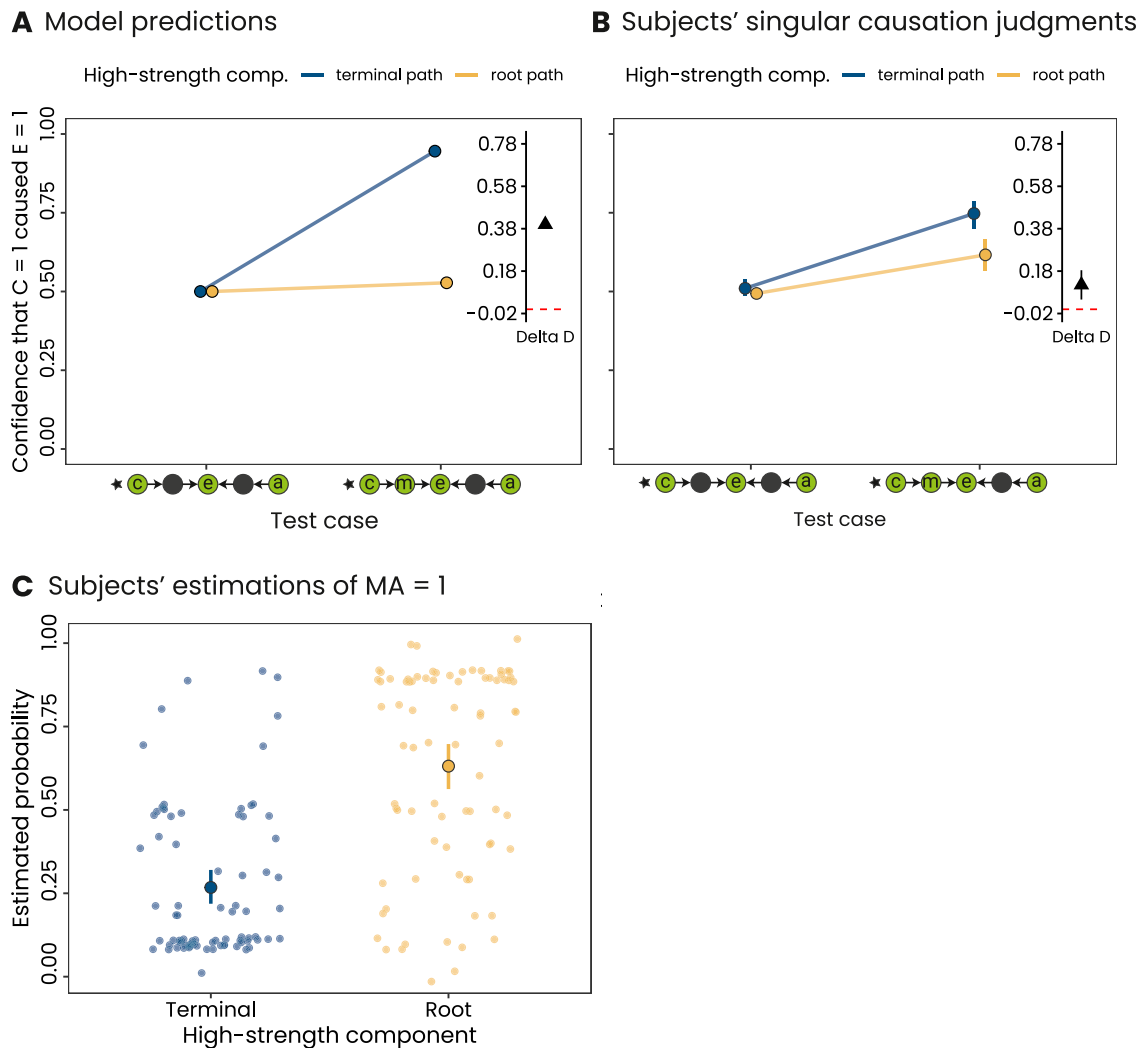 A Model predictions
High-strength comp. terminal path root path
Confidence that C = 1 caused E = 1
1.00
0.75
0.50
0.25
0.00
0.78
0.58
0.38
0.18
−0.02
Delta D
c e a
c m e a
Test case
B Subjects' singular causation judgments
High-strength comp. terminal path root path
0.78
0.58
0.38
0.18
−0.02
Delta D
c e a
c m e a
Test case
C Subjects' estimations of MA = 1
:
Estimated probability
1.00
0.75
0.50
0.25
0.00
Terminal Root
High-strength component